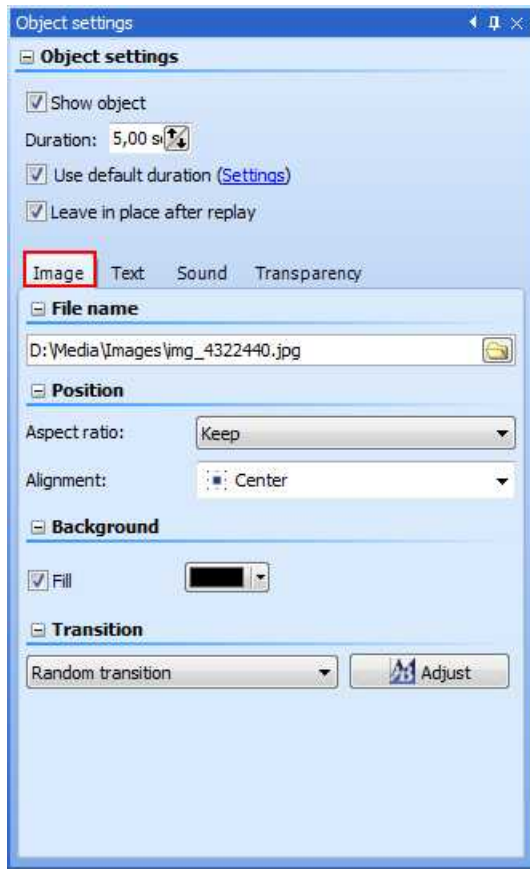 Object settings
Object settings
Show object
Duration: 5,00 s
Use default duration (Settings)
Leave in place after replay
Image Text Sound Transparency
File name
D:\Media\Images\img_4322440.jpg
Position
Aspect ratio: Keep
Alignment: Center
Background
Fill
Transition
Random transition Adjust